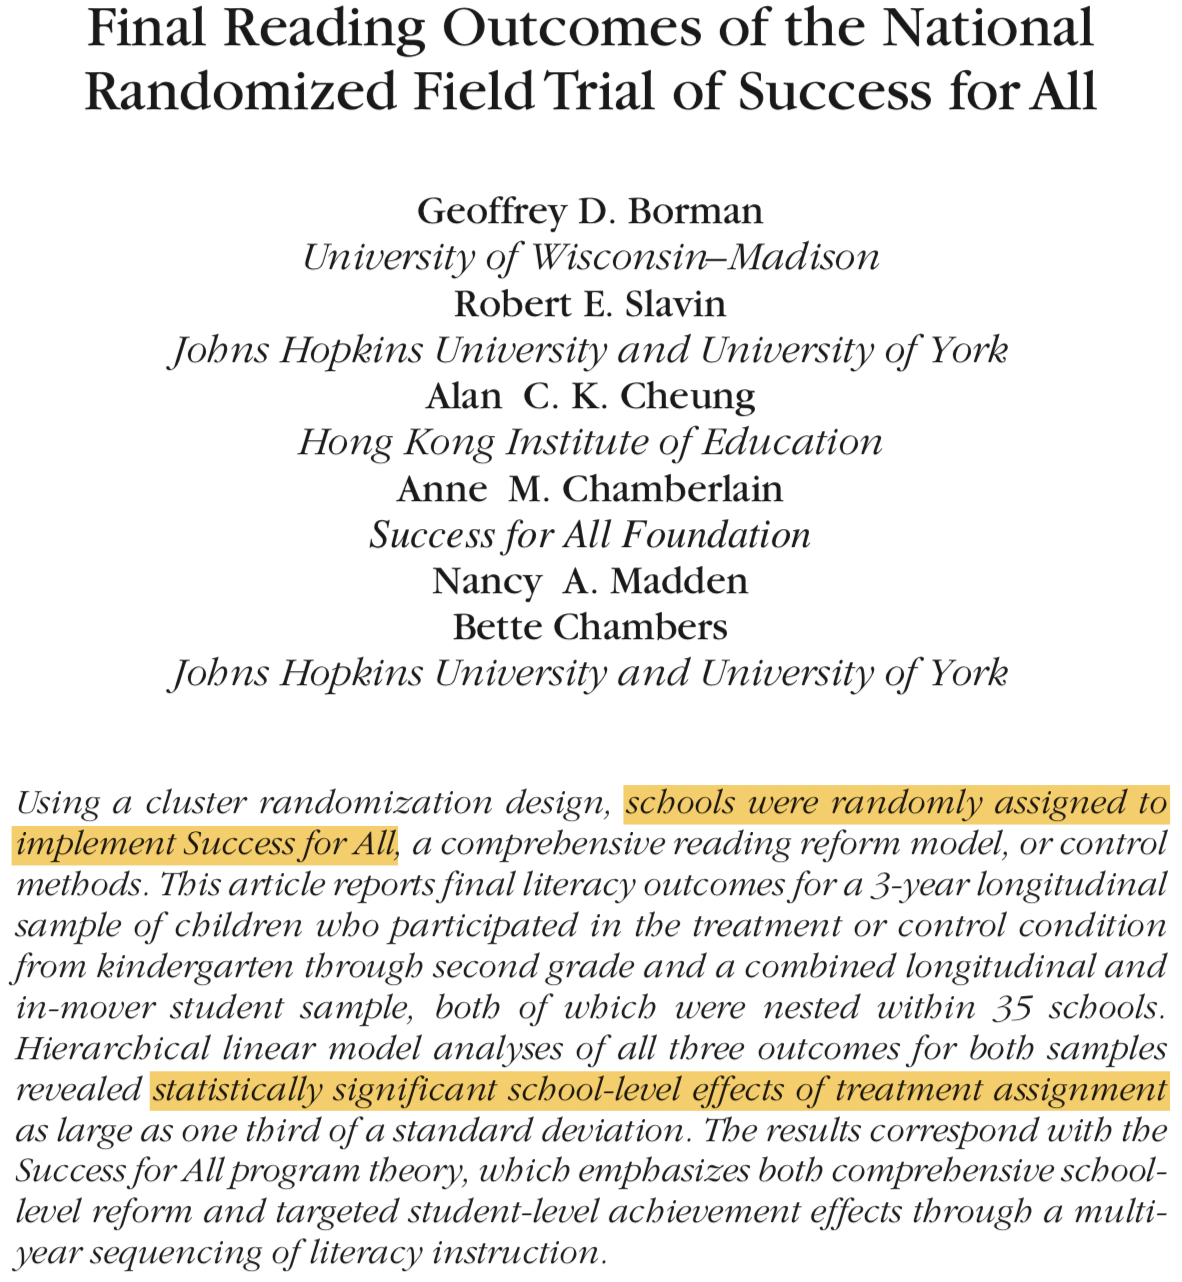 Final Reading Outcomes of the National
Randomized Field Trial of Success for All
Geoffrey D. Borman
University of Wisconsin–Madison
Robert E. Slavin
Johns Hopkins University and University of York
Alan C. K. Cheung
Hong Kong Institute of Education
Anne M. Chamberlain
Success for All Foundation
Nancy A. Madden
Bette Chambers
Johns Hopkins University and University of York
Using a cluster randomization design, schools were randomly assigned to
implement Success for All, a comprehensive reading reform model, or control
methods. This article reports final literacy outcomes for a 3-year longitudinal
sample of children who participated in the treatment or control condition
from kindergarten through second grade and a combined longitudinal and
in-mover student sample, both of which were nested within 35 schools.
Hierarchical linear model analyses of all three outcomes for both samples
revealed statistically significant school-level effects of treatment assignment
as large as one third of a standard deviation. The results correspond with the
Success for All program theory, which emphasizes both comprehensive school-
level reform and targeted student-level achievement effects through a multi-
year sequencing of literacy instruction.